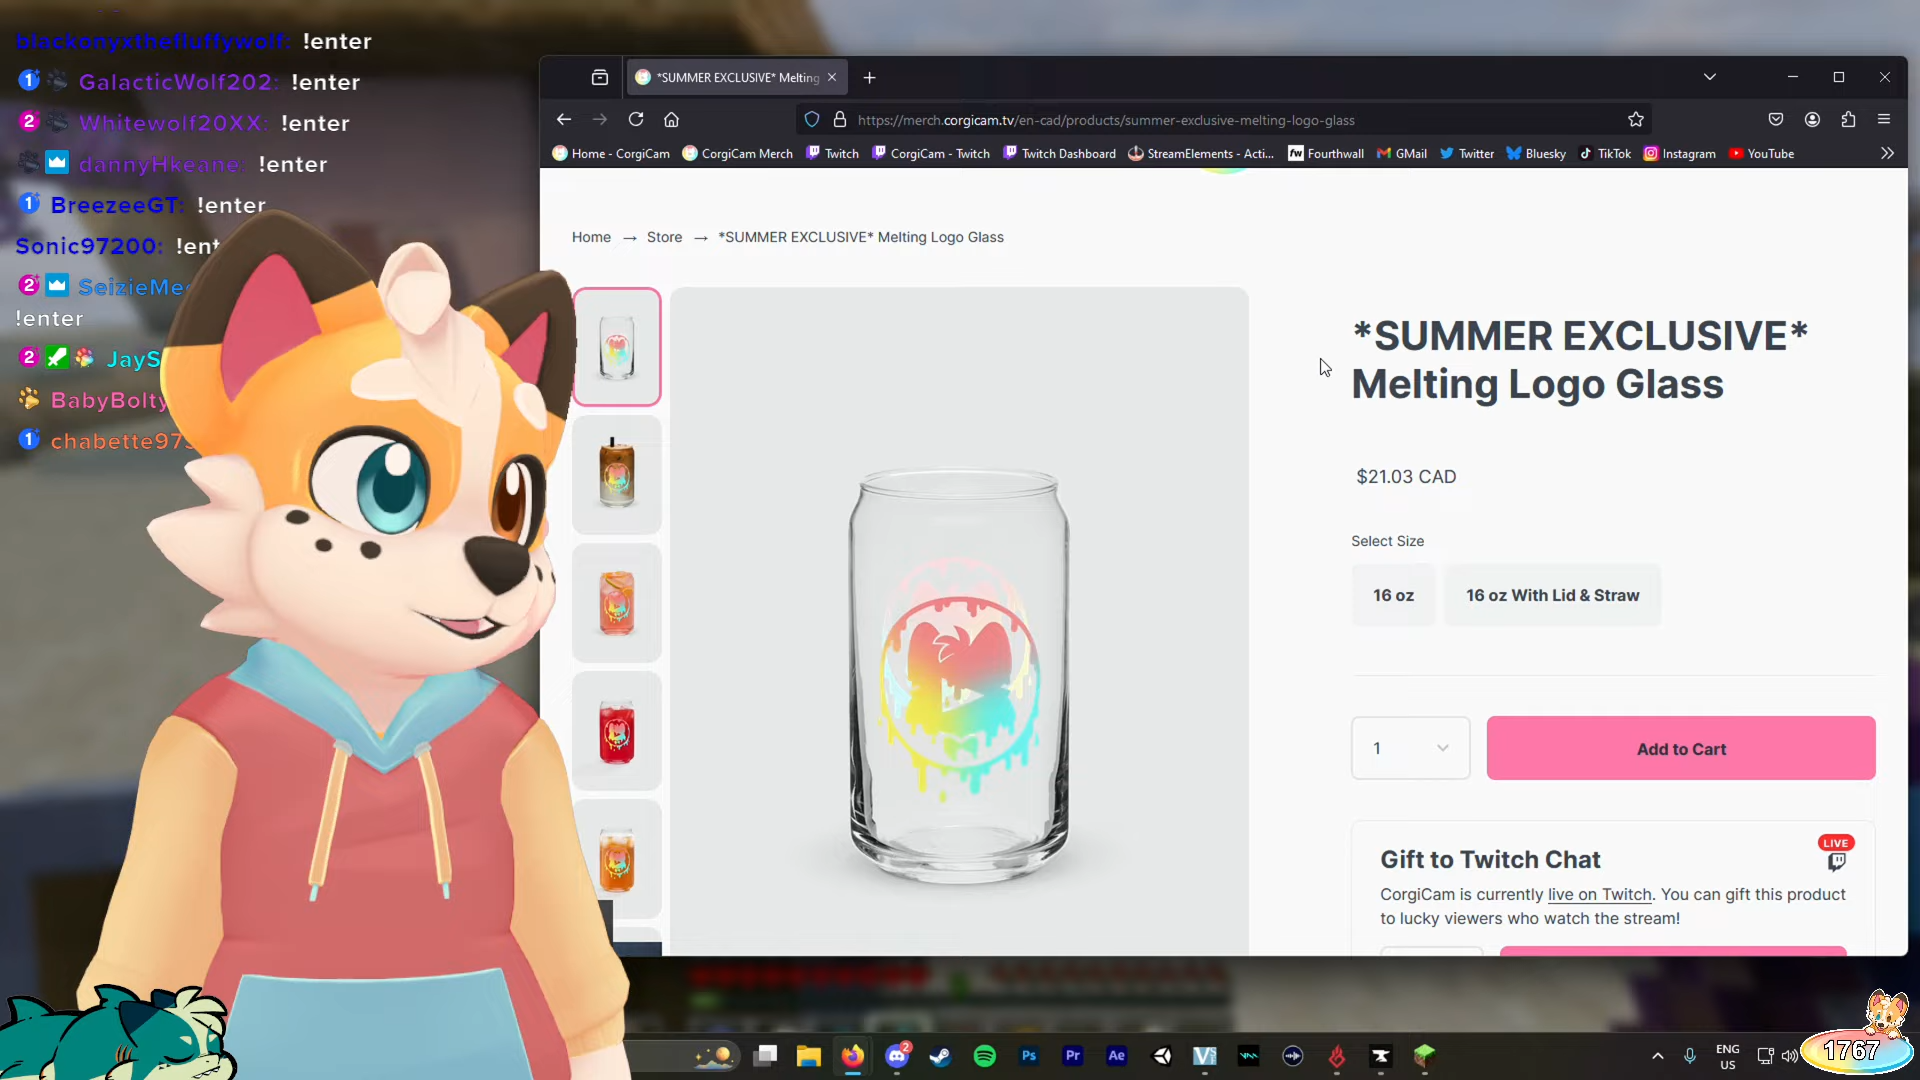 blackonyxthefluffywolf: !enter
GalacticWolf202: !enter
Whitewolf20XX: !enter
dannyHkeane: !enter
BreezeeGT: !enter
Sonic97200: !ent
SeizieMe
!enter
JayS
BabyBolty
chabette973
*SUMMER EXCLUSIVE* Melting
https://merch.corgicam.tv/en-cad/products/summer-exclusive-melting-logo-glass
Home - CorgiCam CorgiCam Merch Twitch CorgiCam - Twitch Twitch Dashboard StreamElements - Acti... Fourthwall GMail Twitter Bluesky TikTok Instagram YouTube
Home → Store → *SUMMER EXCLUSIVE* Melting Logo Glass
*SUMMER EXCLUSIVE*
Melting Logo Glass
$21.03 CAD
Select Size
16 oz 16 oz With Lid & Straw
1 Add to Cart
LIVE
Gift to Twitch Chat
CorgiCam is currently live on Twitch. You can gift this product
to lucky viewers who watch the stream!
2
Ps Pr Ae
ENG
US
1767